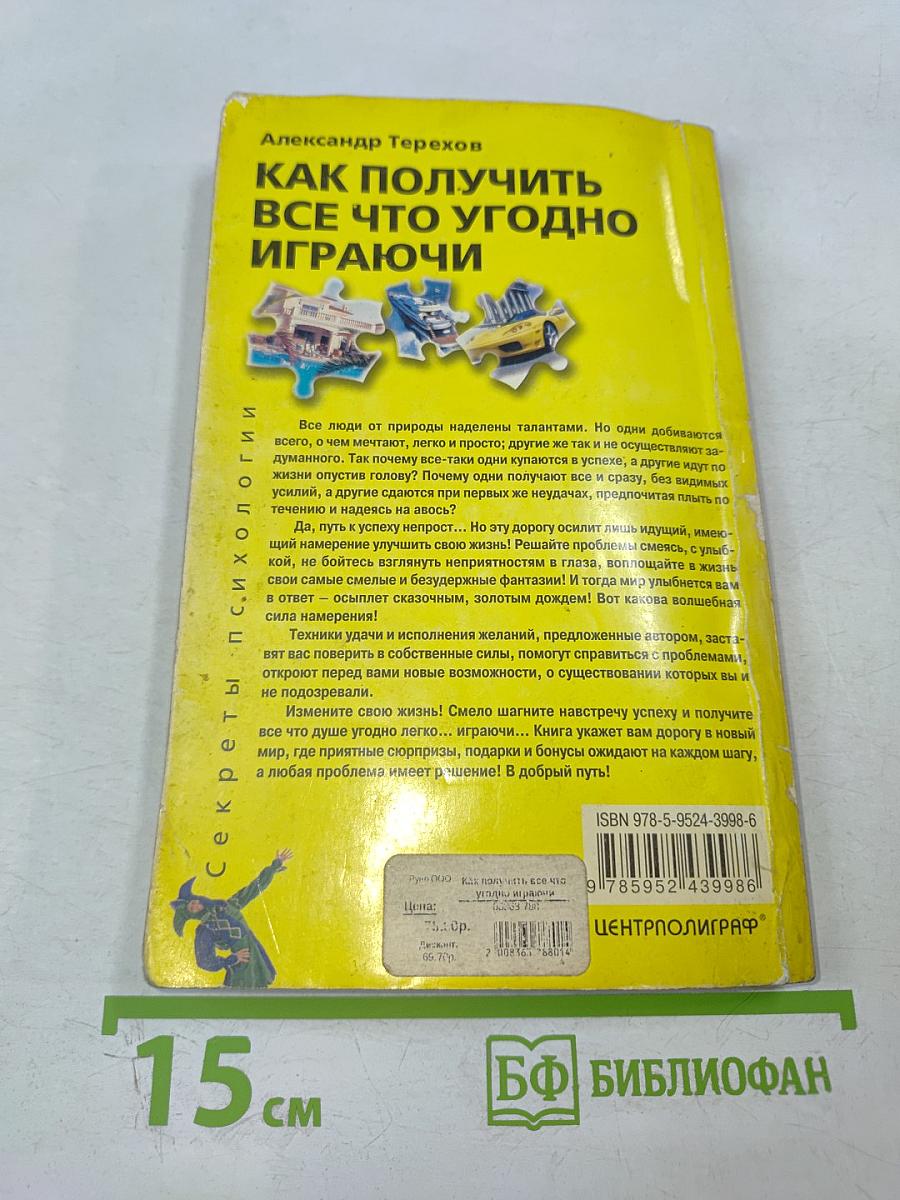 Александр Терехов
КАК ПОЛУЧИТЬ
ВСЕ ЧТО УГОДНО
ИГРАЮЧИ
Все люди от природы наделены талантами. Но одни добиваются
всего, о чем мечтают, легко и просто; другие же так и не осуществляют за-
думанного. Так почему все-таки одни купаются в успехе, а другие идут по
жизни опустив голову? Почему одни получают все и сразу, без видимых
усилий, а другие сдаются при первых же неудачах, предпочитая плыть по
течению и надеясь на авось?
Да, путь к успеху непрост... Но эту дорогу осилит лишь идущий, имею-
щий намерение улучшить свою жизнь! Решайте проблемы смеясь, с улыб-
кой, не бойтесь взглянуть неприятностям в глаза, воплощайте в жизнь
свои самые смелые и безудержные фантазии! И тогда мир улыбнется вам
в ответ – осыплет сказочным, золотым дождем! Вот какова волшебная
сила намерения!
Техники удачи и исполнения желаний, предложенные автором, заста-
вят вас поверить в собственные силы, помогут справиться с проблемами,
откроют перед вами новые возможности, о существовании которых вы и
не подозревали.
Измените свою жизнь! Смело шагните навстречу успеху и получите
все что душе угодно легко... играючи... Книга укажет вам дорогу в новый
мир, где приятные сюрпризы, подарки и бонусы ожидают на каждом шагу,
а любая проблема имеет решение! В добрый путь!
Секреты психологии
ISBN 978-5-9524-3998-6
9 785952 439986
ЦЕНТРПОЛИГРАФ®
ООО
Как получить все что
угодно играючи
Цена:
Дисконт.
69.70р.
15 см
БФ БИБЛИОФАН